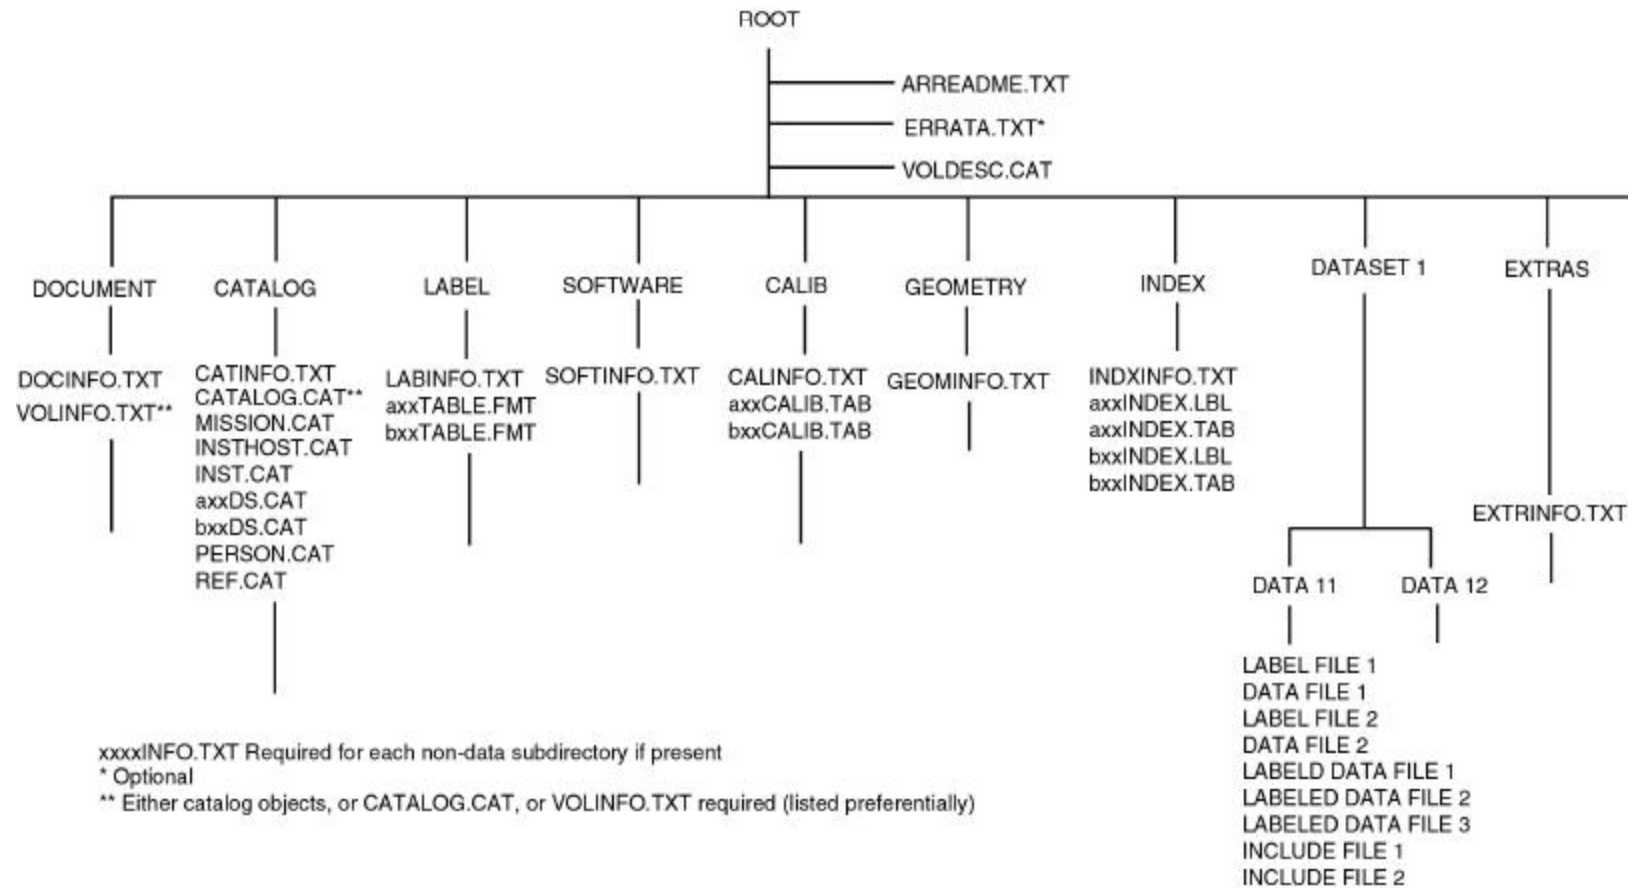 ROOT
ARREADME.TXT
ERRATA.TXT*
VOLDESC.CAT
DOCUMENT
DOCINFO.TXT
VOLINFO.TXT**
CATALOG
CATINFO.TXT
CATALOG.CAT**
MISSION.CAT
INSTHOST.CAT
INST.CAT
axxDS.CAT
bxxDS.CAT
PERSON.CAT
REF.CAT
LABEL
LABINFO.TXT
axxTABLE.FMT
bxxTABLE.FMT
SOFTWARE
SOFTINFO.TXT
CALIB
CALINFO.TXT
axxCALIB.TAB
bxxCALIB.TAB
GEOMETRY
GEOMINFO.TXT
INDEX
INDXINFO.TXT
axxINDEX.LBL
axxINDEX.TAB
bxxINDEX.LBL
bxxINDEX.TAB
DATASET 1
DATA 11
LABEL FILE 1
DATA FILE 1
LABEL FILE 2
DATA FILE 2
LABELD DATA FILE 1
LABELED DATA FILE 2
LABELED DATA FILE 3
INCLUDE FILE 1
INCLUDE FILE 2
DATA 12
EXTRAS
EXTRINFO.TXT
xxxxINFO.TXT Required for each non-data subdirectory if present
* Optional
** Either catalog objects, or CATALOG.CAT, or VOLINFO.TXT required (listed preferentially)